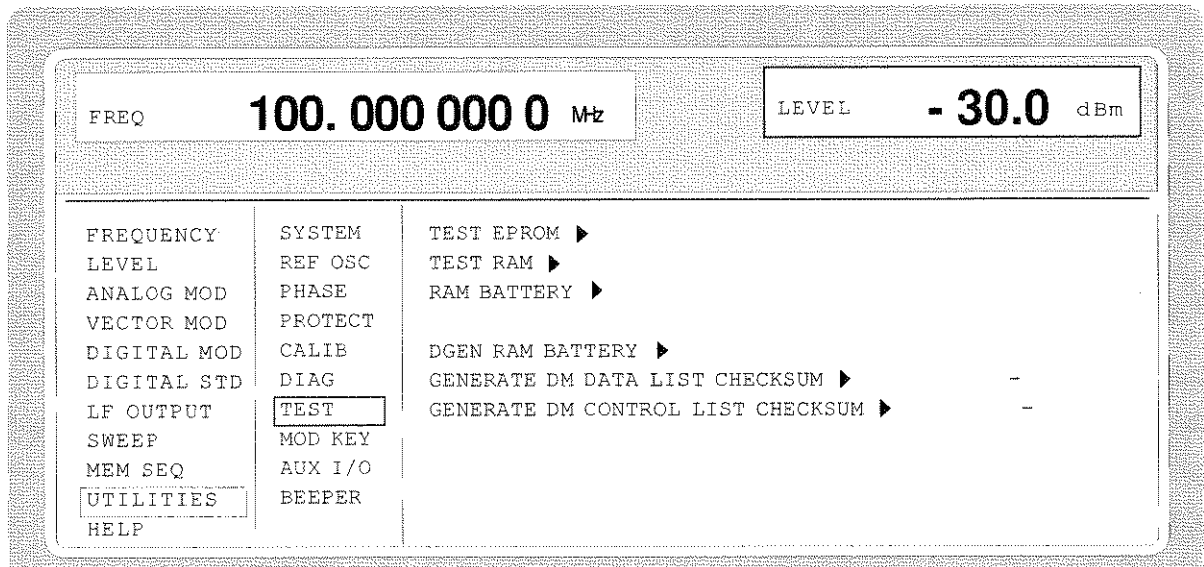 FREQ 100. 000 000 0 MHz LEVEL - 30.0 dBm
FREQUENCY SYSTEM TEST EPROM ▶
LEVEL REF OSC TEST RAM ▶
ANALOG MOD PHASE RAM BATTERY ▶
VECTOR MOD PROTECT
DIGITAL MOD CALIB DGEN RAM BATTERY ▶
DIGITAL STD DIAG GENERATE DM DATA LIST CHECKSUM ▶ -
LF OUTPUT TEST GENERATE DM CONTROL LIST CHECKSUM ▶ -
SWEEP MOD KEY
MEM SEQ AUX I/O
UTILITIES BEEPER
HELP